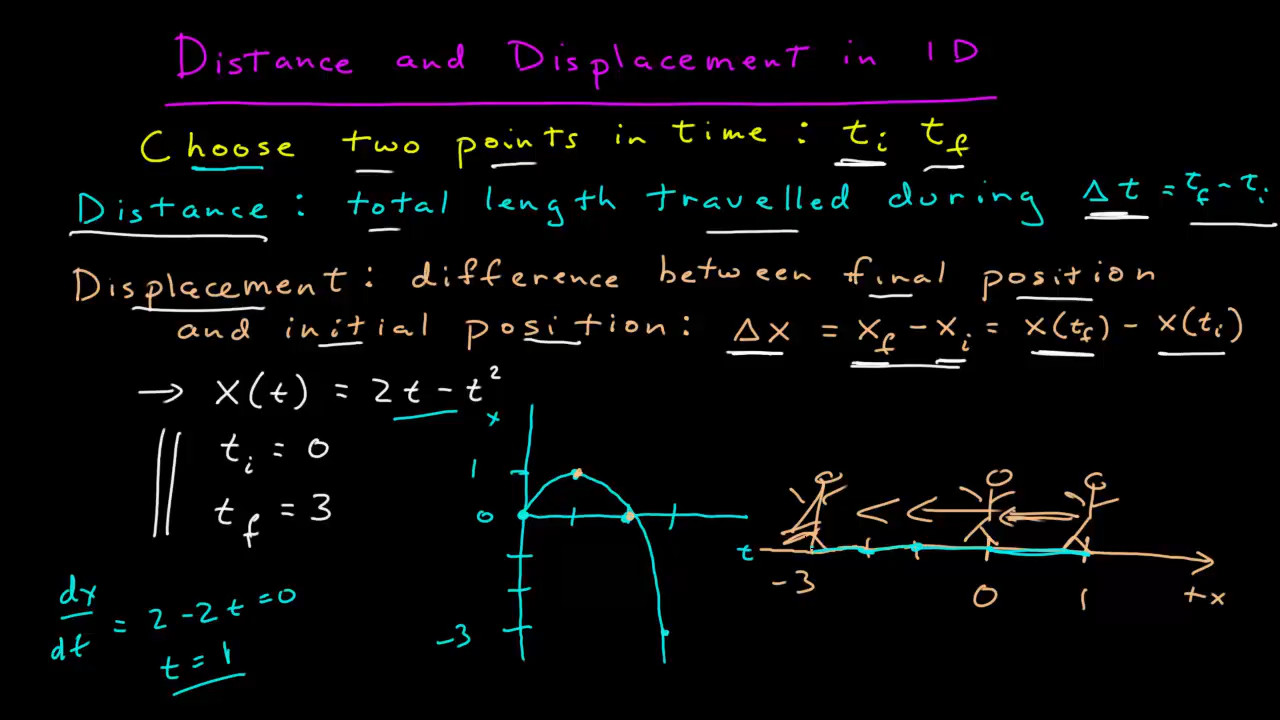 Distance and Displacement in 1D
Choose two points in time : tᵢ t_f
Distance : total length travelled during Δt = t_f - tᵢ
Displacement : difference between final position
and initial position : Δx = x_f - xᵢ = x(t_f) - x(tᵢ)
→ x(t) = 2t - t²
tᵢ = 0
t_f = 3
dx/dt = 2 - 2t = 0
t = 1
x
1
0
-3
t
-3
0
1
+x